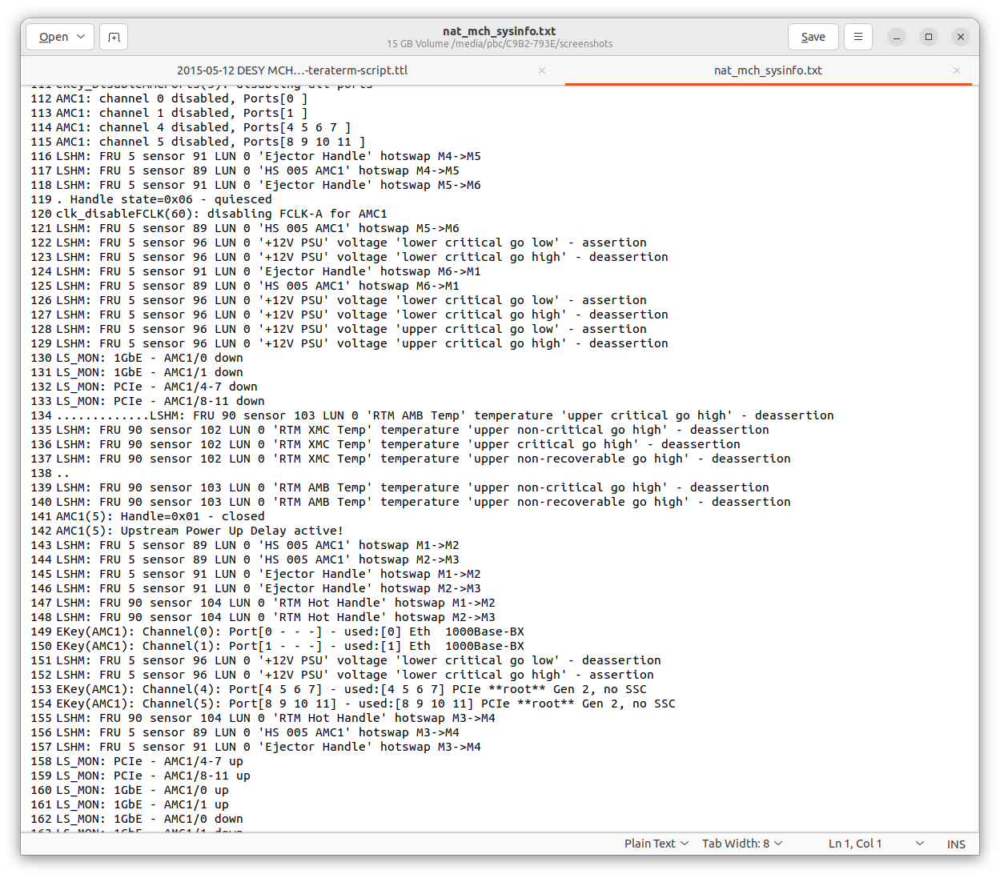 Open
nat_mch_sysinfo.txt
15 GB Volume /media/pbc/C9B2-793E/screenshots
Save
2015-05-12 DESY MCH…-teraterm-script.ttl
nat_mch_sysinfo.txt
112 AMC1: channel 0 disabled, Ports[0 ]
113 AMC1: channel 1 disabled, Ports[1 ]
114 AMC1: channel 4 disabled, Ports[4 5 6 7 ]
115 AMC1: channel 5 disabled, Ports[8 9 10 11 ]
116 LSHM: FRU 5 sensor 91 LUN 0 'Ejector Handle' hotswap M4->M5
117 LSHM: FRU 5 sensor 89 LUN 0 'HS 005 AMC1' hotswap M4->M5
118 LSHM: FRU 5 sensor 91 LUN 0 'Ejector Handle' hotswap M5->M6
119 . Handle state=0x06 - quiesced
120 clk_disableFCLK(60): disabling FCLK-A for AMC1
121 LSHM: FRU 5 sensor 89 LUN 0 'HS 005 AMC1' hotswap M5->M6
122 LSHM: FRU 5 sensor 96 LUN 0 '+12V PSU' voltage 'lower critical go low' - assertion
123 LSHM: FRU 5 sensor 96 LUN 0 '+12V PSU' voltage 'lower critical go high' - deassertion
124 LSHM: FRU 5 sensor 91 LUN 0 'Ejector Handle' hotswap M6->M1
125 LSHM: FRU 5 sensor 89 LUN 0 'HS 005 AMC1' hotswap M6->M1
126 LSHM: FRU 5 sensor 96 LUN 0 '+12V PSU' voltage 'lower critical go low' - assertion
127 LSHM: FRU 5 sensor 96 LUN 0 '+12V PSU' voltage 'lower critical go high' - deassertion
128 LSHM: FRU 5 sensor 96 LUN 0 '+12V PSU' voltage 'upper critical go low' - assertion
129 LSHM: FRU 5 sensor 96 LUN 0 '+12V PSU' voltage 'upper critical go high' - deassertion
130 LS_MON: 1GbE - AMC1/0 down
131 LS_MON: 1GbE - AMC1/1 down
132 LS_MON: PCIe - AMC1/4-7 down
133 LS_MON: PCIe - AMC1/8-11 down
134 .............LSHM: FRU 90 sensor 103 LUN 0 'RTM AMB Temp' temperature 'upper critical go high' - deassertion
135 LSHM: FRU 90 sensor 102 LUN 0 'RTM XMC Temp' temperature 'upper non-critical go high' - deassertion
136 LSHM: FRU 90 sensor 102 LUN 0 'RTM XMC Temp' temperature 'upper critical go high' - deassertion
137 LSHM: FRU 90 sensor 102 LUN 0 'RTM XMC Temp' temperature 'upper non-recoverable go high' - deassertion
138 ..
139 LSHM: FRU 90 sensor 103 LUN 0 'RTM AMB Temp' temperature 'upper non-critical go high' - deassertion
140 LSHM: FRU 90 sensor 103 LUN 0 'RTM AMB Temp' temperature 'upper non-recoverable go high' - deassertion
141 AMC1(5): Handle=0x01 - closed
142 AMC1(5): Upstream Power Up Delay active!
143 LSHM: FRU 5 sensor 89 LUN 0 'HS 005 AMC1' hotswap M1->M2
144 LSHM: FRU 5 sensor 89 LUN 0 'HS 005 AMC1' hotswap M2->M3
145 LSHM: FRU 5 sensor 91 LUN 0 'Ejector Handle' hotswap M1->M2
146 LSHM: FRU 5 sensor 91 LUN 0 'Ejector Handle' hotswap M2->M3
147 LSHM: FRU 90 sensor 104 LUN 0 'RTM Hot Handle' hotswap M1->M2
148 LSHM: FRU 90 sensor 104 LUN 0 'RTM Hot Handle' hotswap M2->M3
149 EKey(AMC1): Channel(0): Port[0 - - -] - used:[0] Eth  1000Base-BX
150 EKey(AMC1): Channel(1): Port[1 - - -] - used:[1] Eth  1000Base-BX
151 LSHM: FRU 5 sensor 96 LUN 0 '+12V PSU' voltage 'lower critical go low' - deassertion
152 LSHM: FRU 5 sensor 96 LUN 0 '+12V PSU' voltage 'lower critical go high' - assertion
153 EKey(AMC1): Channel(4): Port[4 5 6 7] - used:[4 5 6 7] PCIe **root** Gen 2, no SSC
154 EKey(AMC1): Channel(5): Port[8 9 10 11] - used:[8 9 10 11] PCIe **root** Gen 2, no SSC
155 LSHM: FRU 90 sensor 104 LUN 0 'RTM Hot Handle' hotswap M3->M4
156 LSHM: FRU 5 sensor 89 LUN 0 'HS 005 AMC1' hotswap M3->M4
157 LSHM: FRU 5 sensor 91 LUN 0 'Ejector Handle' hotswap M3->M4
158 LS_MON: PCIe - AMC1/4-7 up
159 LS_MON: PCIe - AMC1/8-11 up
160 LS_MON: 1GbE - AMC1/0 up
161 LS_MON: 1GbE - AMC1/1 up
162 LS_MON: 1GbE - AMC1/0 down
163 LS_MON: 1GbE - AMC1/1 down
Plain Text Tab Width: 8 Ln 1, Col 1 INS